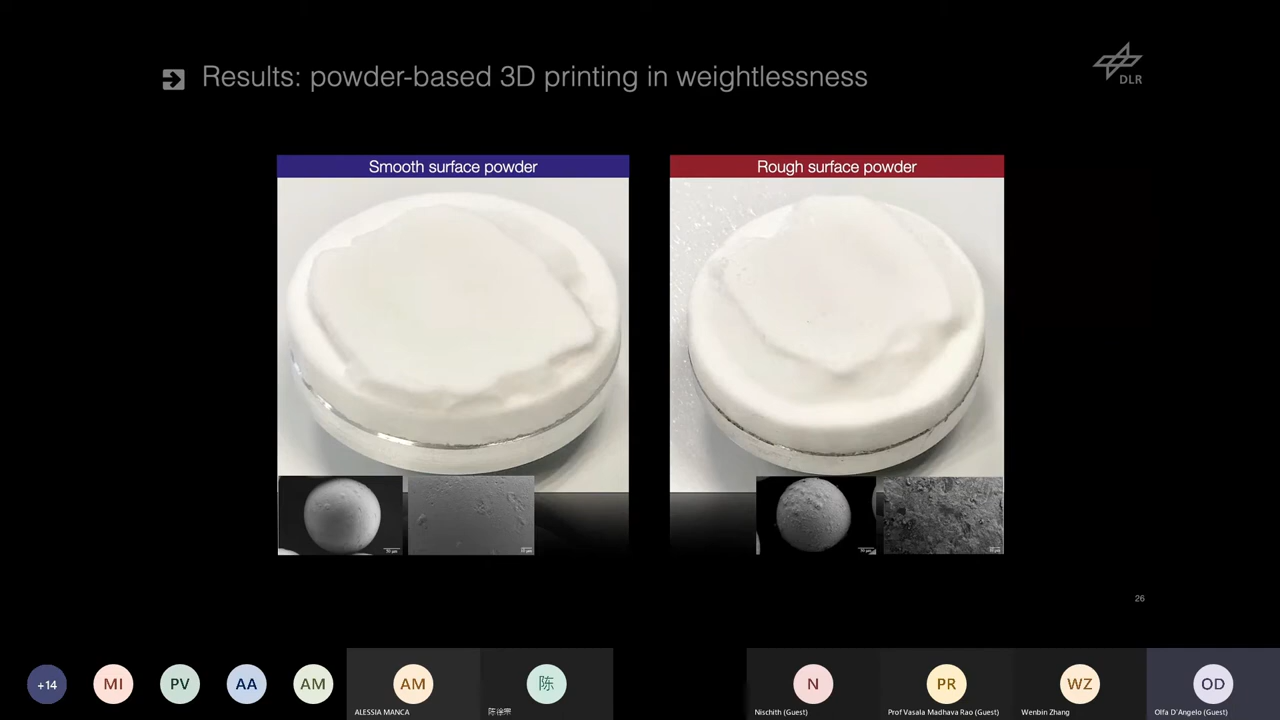 Results: powder-based 3D printing in weightlessness
DLR
Smooth surface powder
Rough surface powder
26
+14
MI
PV
AA
AM
AM
陈
N
PR
WZ
OD
ALESSIA MANCA
Nischith (Guest)
Prof Vasala Madhava Rao (Guest)
Wenbin Zhang
Olfa D'Angelo (Guest)